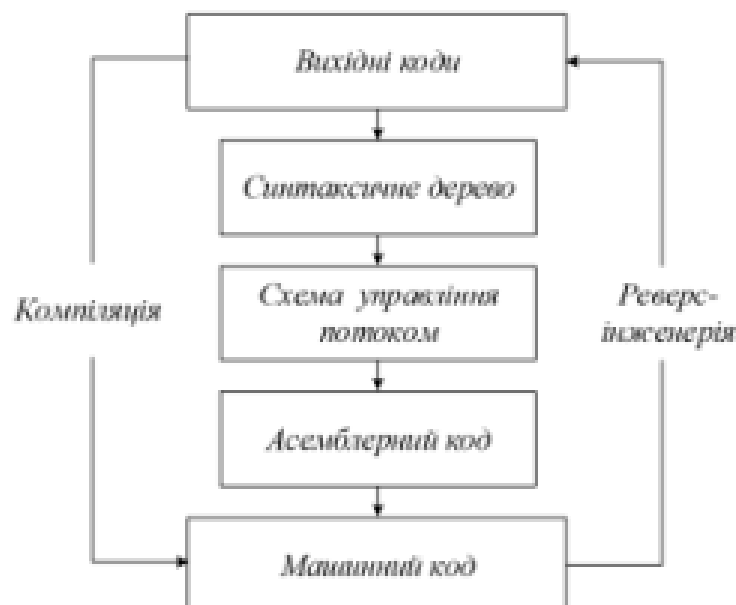 Вихідні коди
Синтаксичне дерево
Схема управління
потоком
Компіляція
Реверс-
інженерія
Асемблерний код
Машинний код